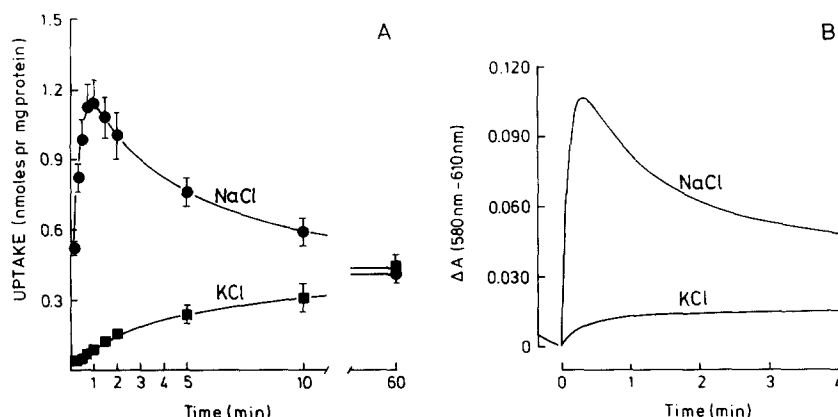 A
UPTAKE (nmoles pr mg protein)
1.5
1.2
0.9
0.6
0.3
NaCl
KCl
1 2 3 4 5 10 60
Time (min)
B
ΔA (580nm - 610nm)
0.120
0.090
0.060
0.030
0
NaCl
KCl
0 1 2 3 4
Time (min)